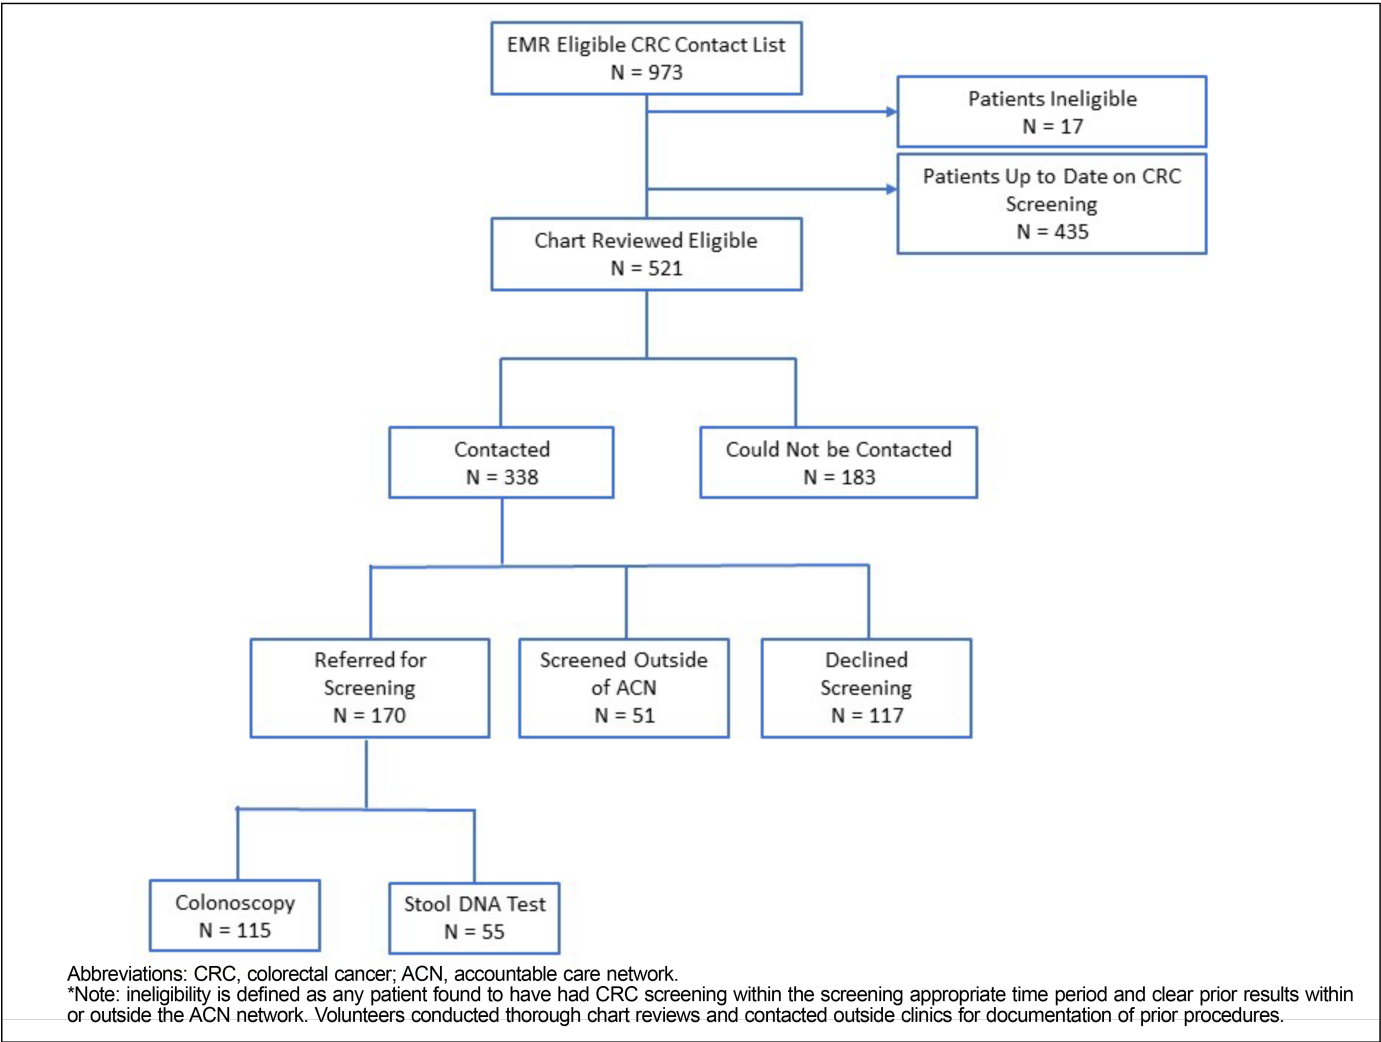 EMR Eligible CRC Contact List
N = 973
Patients Ineligible
N = 17
Patients Up to Date on CRC
Screening
N = 435
Chart Reviewed Eligible
N = 521
Contacted
N = 338
Could Not be Contacted
N = 183
Referred for
Screening
N = 170
Screened Outside
of ACN
N = 51
Declined
Screening
N = 117
Colonoscopy
N = 115
Stool DNA Test
N = 55
Abbreviations: CRC, colorectal cancer; ACN, accountable care network.
*Note: ineligibility is defined as any patient found to have had CRC screening within the screening appropriate time period and clear prior results within
or outside the ACN network. Volunteers conducted thorough chart reviews and contacted outside clinics for documentation of prior procedures.